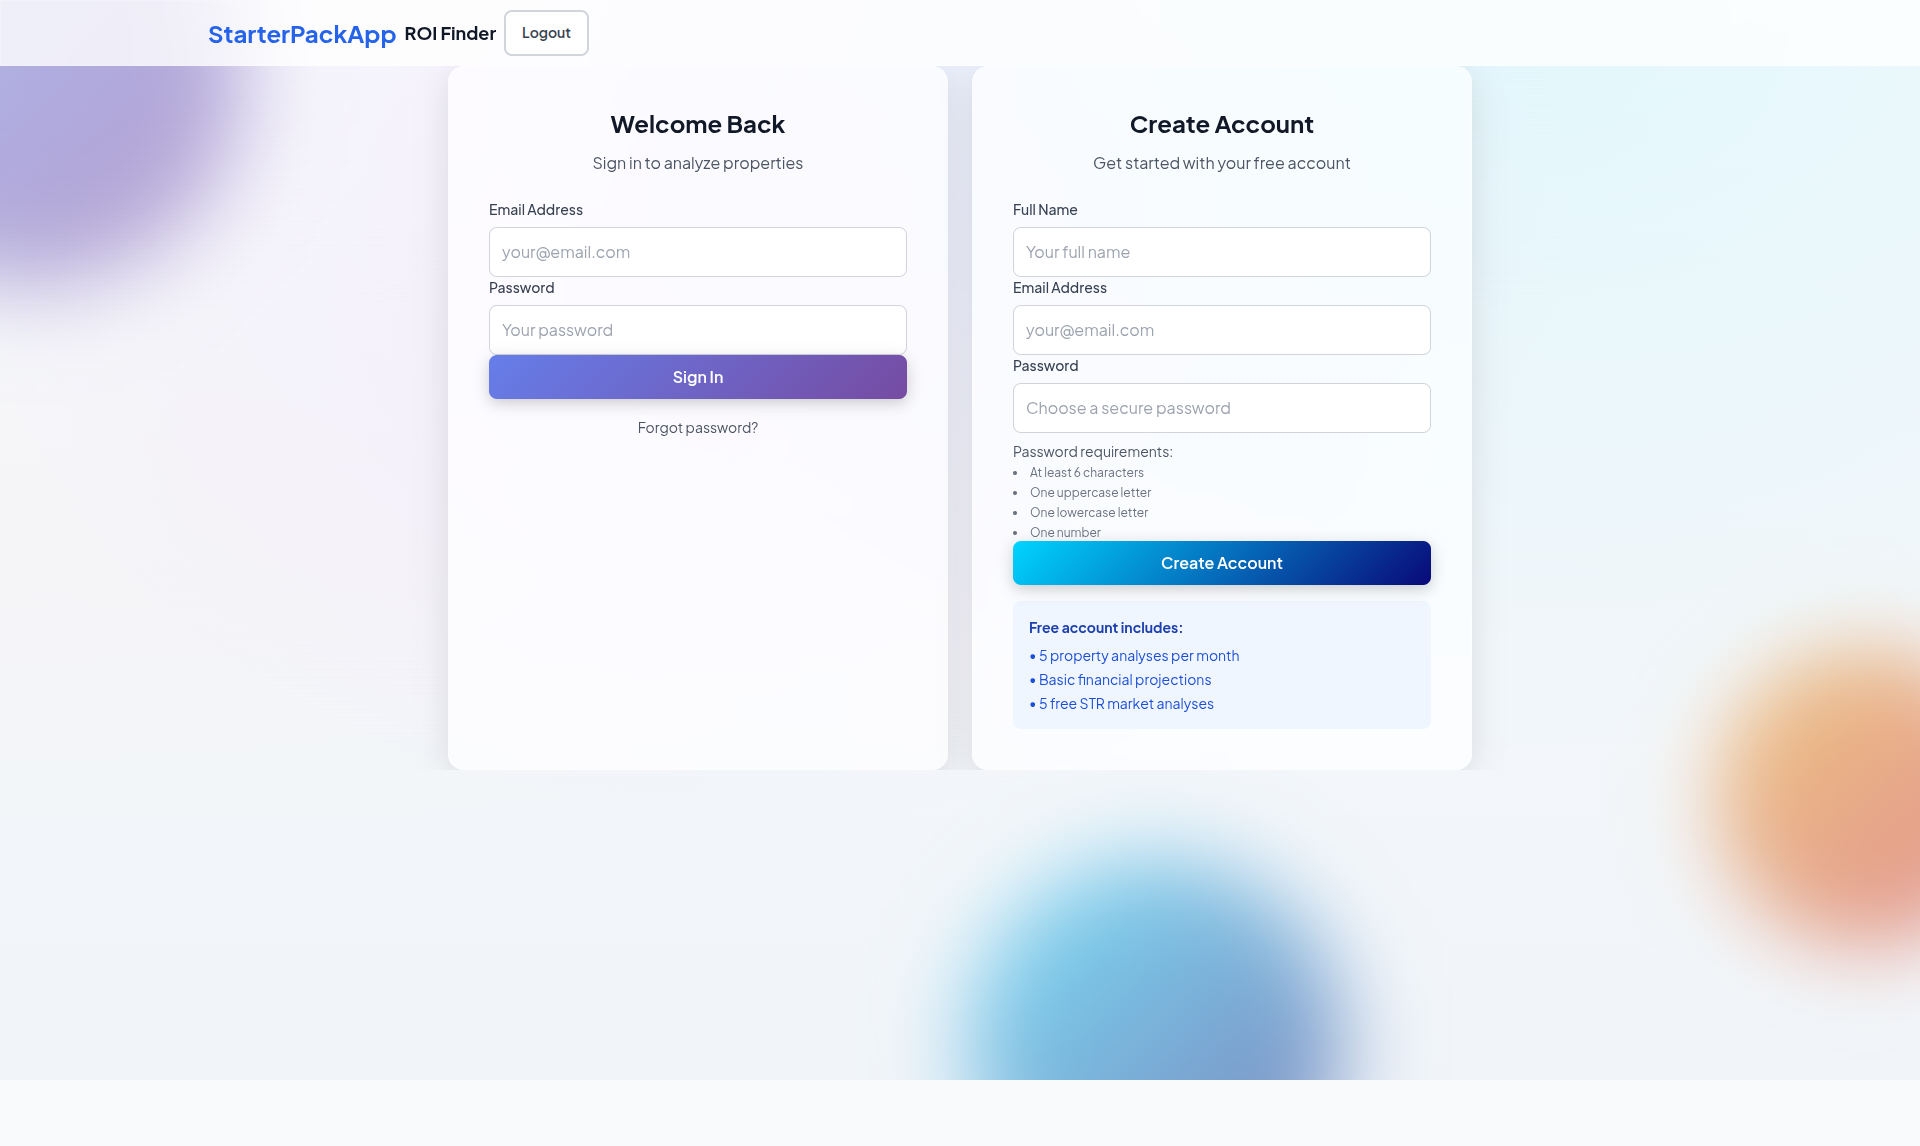 StarterPackApp ROI Finder Logout
Welcome Back
Sign in to analyze properties
Email Address
your@email.com
Password
Your password
Sign In
Forgot password?
Create Account
Get started with your free account
Full Name
Your full name
Email Address
your@email.com
Password
Choose a secure password
Password requirements:
• At least 6 characters
• One uppercase letter
• One lowercase letter
• One number
Create Account
Free account includes:
• 5 property analyses per month
• Basic financial projections
• 5 free STR market analyses